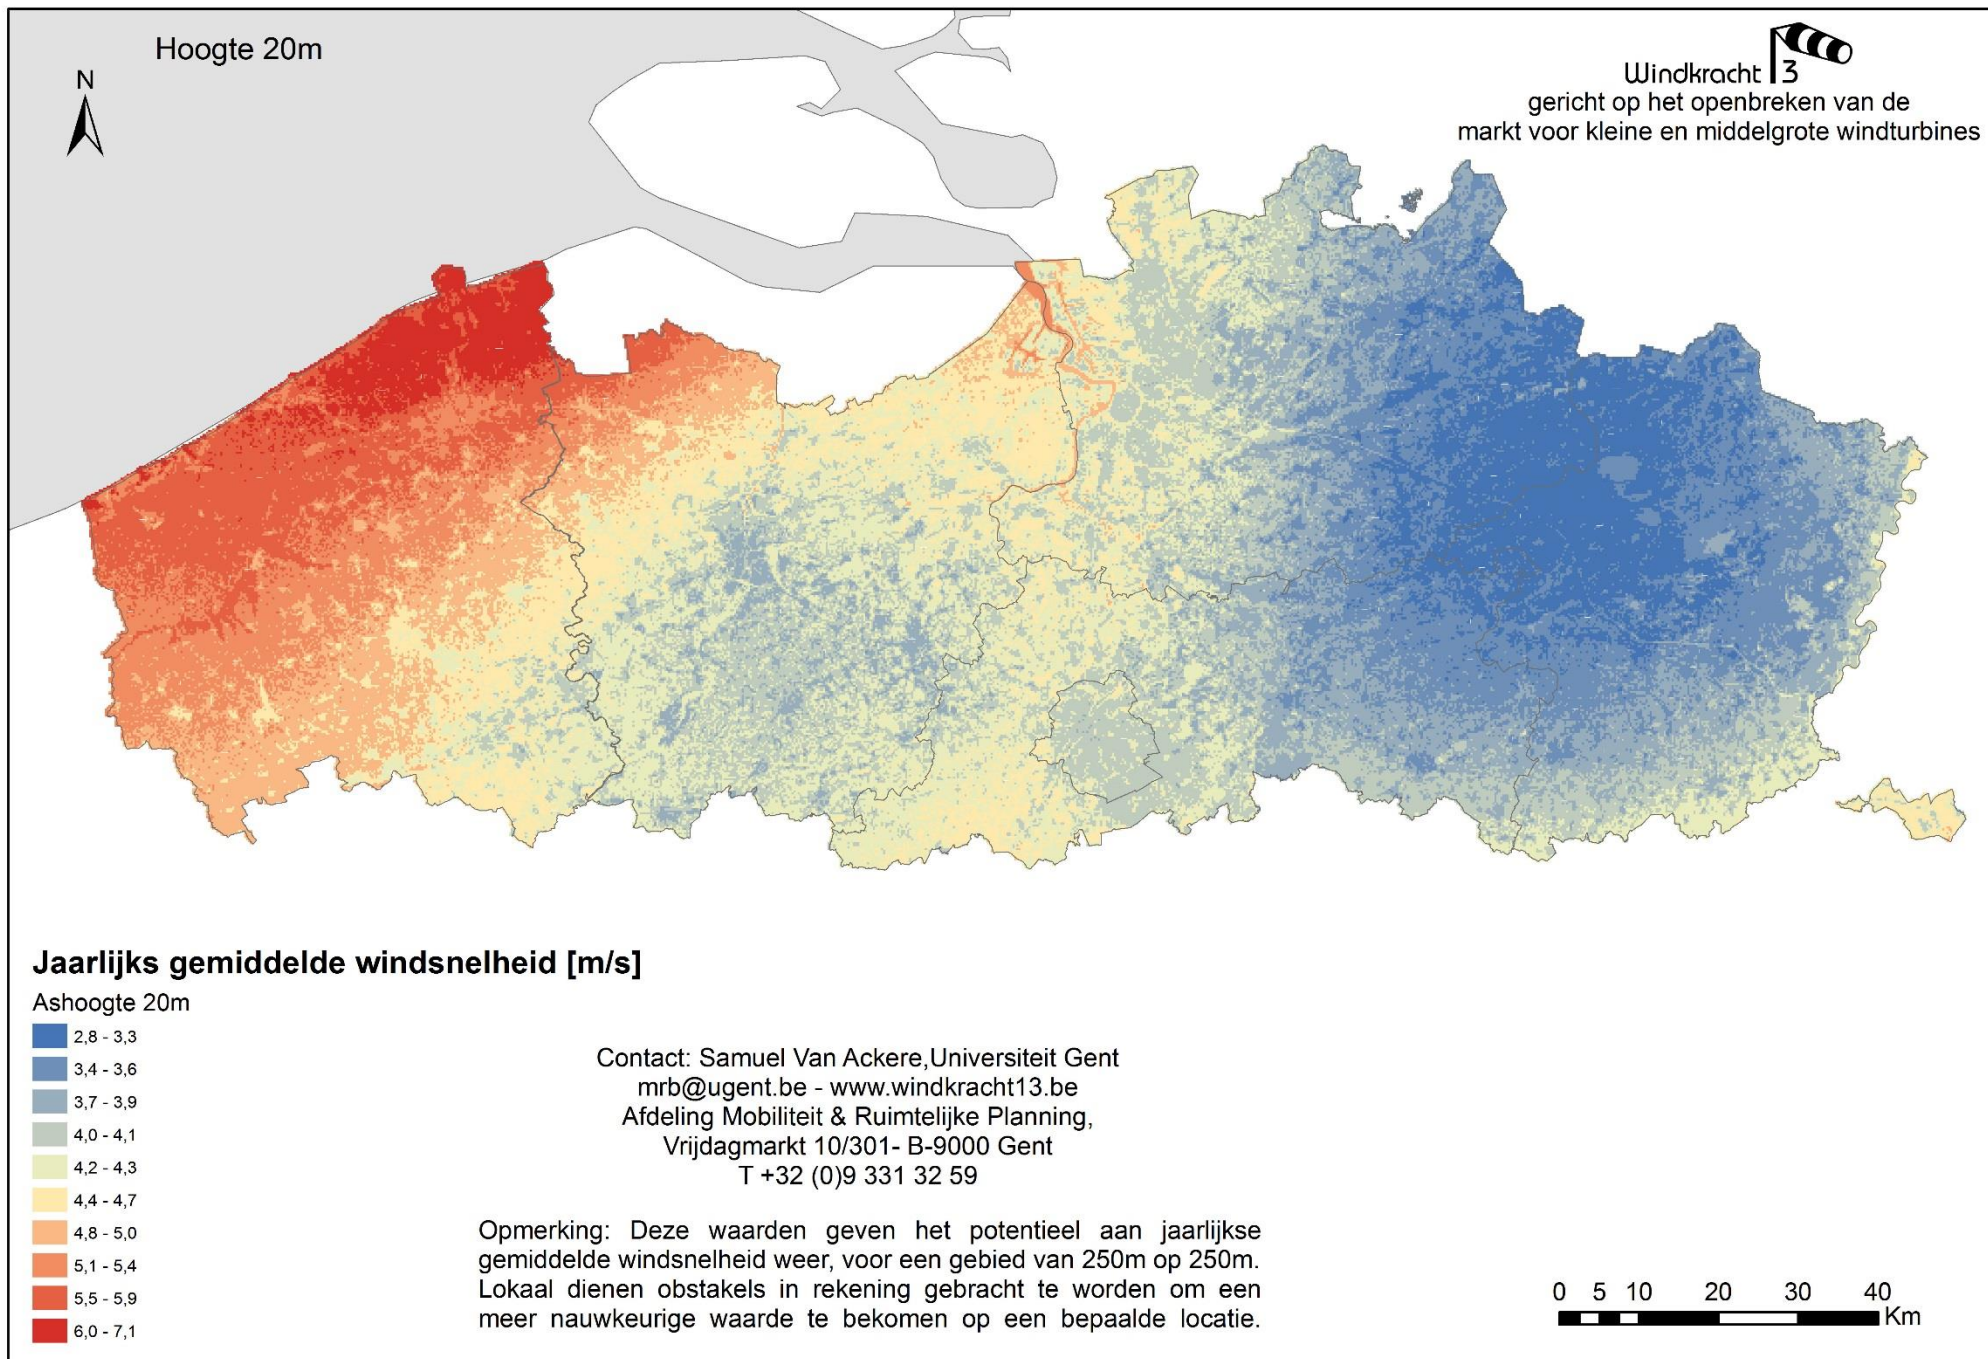 Hoogte 20m
N
Windkracht 13
gericht op het openbreken van de
markt voor kleine en middelgrote windturbines
Jaarlijks gemiddelde windsnelheid [m/s]
Ashoogte 20m
2,8 - 3,3
3,4 - 3,6
3,7 - 3,9
4,0 - 4,1
4,2 - 4,3
4,4 - 4,7
4,8 - 5,0
5,1 - 5,4
5,5 - 5,9
6,0 - 7,1
Contact: Samuel Van Ackere,Universiteit Gent
mrb@ugent.be - www.windkracht13.be
Afdeling Mobiliteit & Ruimtelijke Planning,
Vrijdagmarkt 10/301- B-9000 Gent
T +32 (0)9 331 32 59
Opmerking: Deze waarden geven het potentieel aan jaarlijkse
gemiddelde windsnelheid weer, voor een gebied van 250m op 250m.
Lokaal dienen obstakels in rekening gebracht te worden om een
meer nauwkeurige waarde te bekomen op een bepaalde locatie.
0 5 10 20 30 40
Km